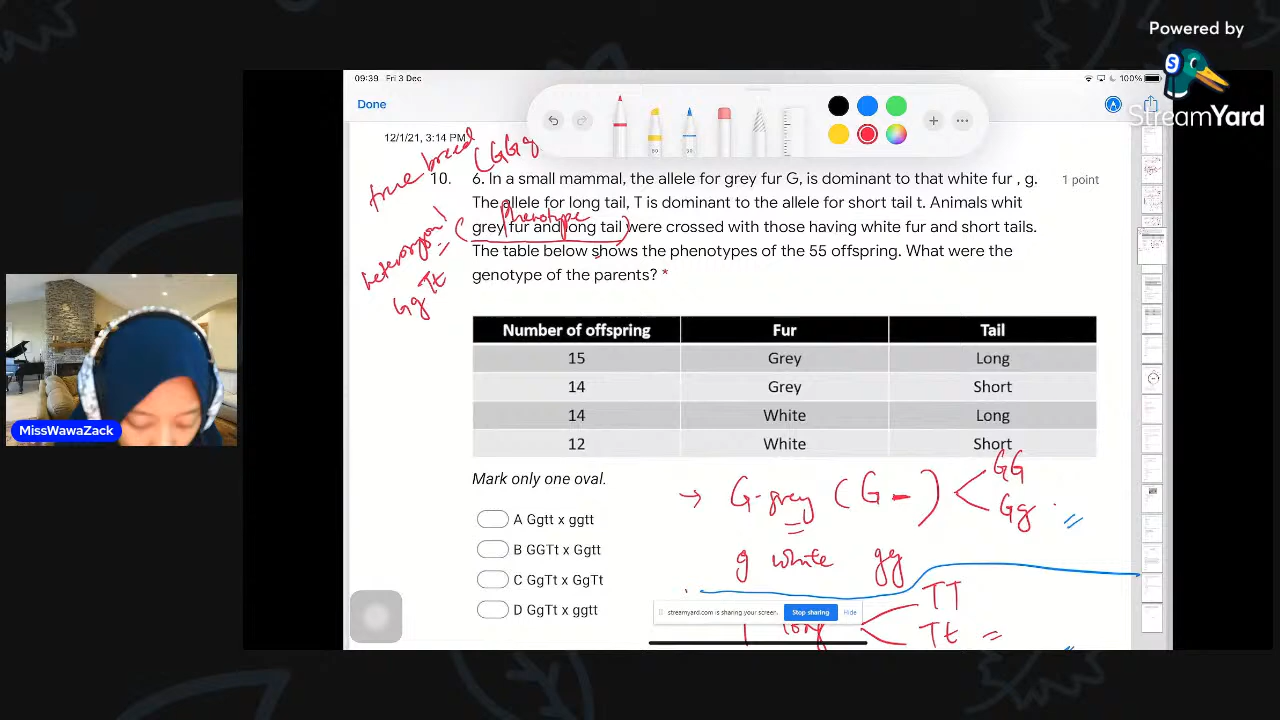 Powered by
StreamYard
09:39 Fri 3 Dec
100%
Done
12/1/21, 3:14 PM
true breed (GGg
10. 6. In a small mammal, the allele for grey fur G, is dominant to that white fur , g. 1 point
The allele for long tail, T is dominant to the allele for short tail t. Animals whit
(Phenotype)
grey fur and long tail were crossed with those having white fur and short tails.
The table below shows the phenotypes of the 55 offspring. What were the
genotype of the parents? *
Gg Tt
Number of offspring Fur Tail
15 Grey Long
14 Grey Short
14 White Long
12 White Short
MissWawaZack
Mark only one oval.
A Ggtt x ggtt
B GGTt x Ggtt
C GgTt x GgTt
D GgTt x ggtt
→ G-grey (G-) GG
Gg
g white gg
TT
long
Tt =
streamyard.com is sharing your screen. Stop sharing Hide